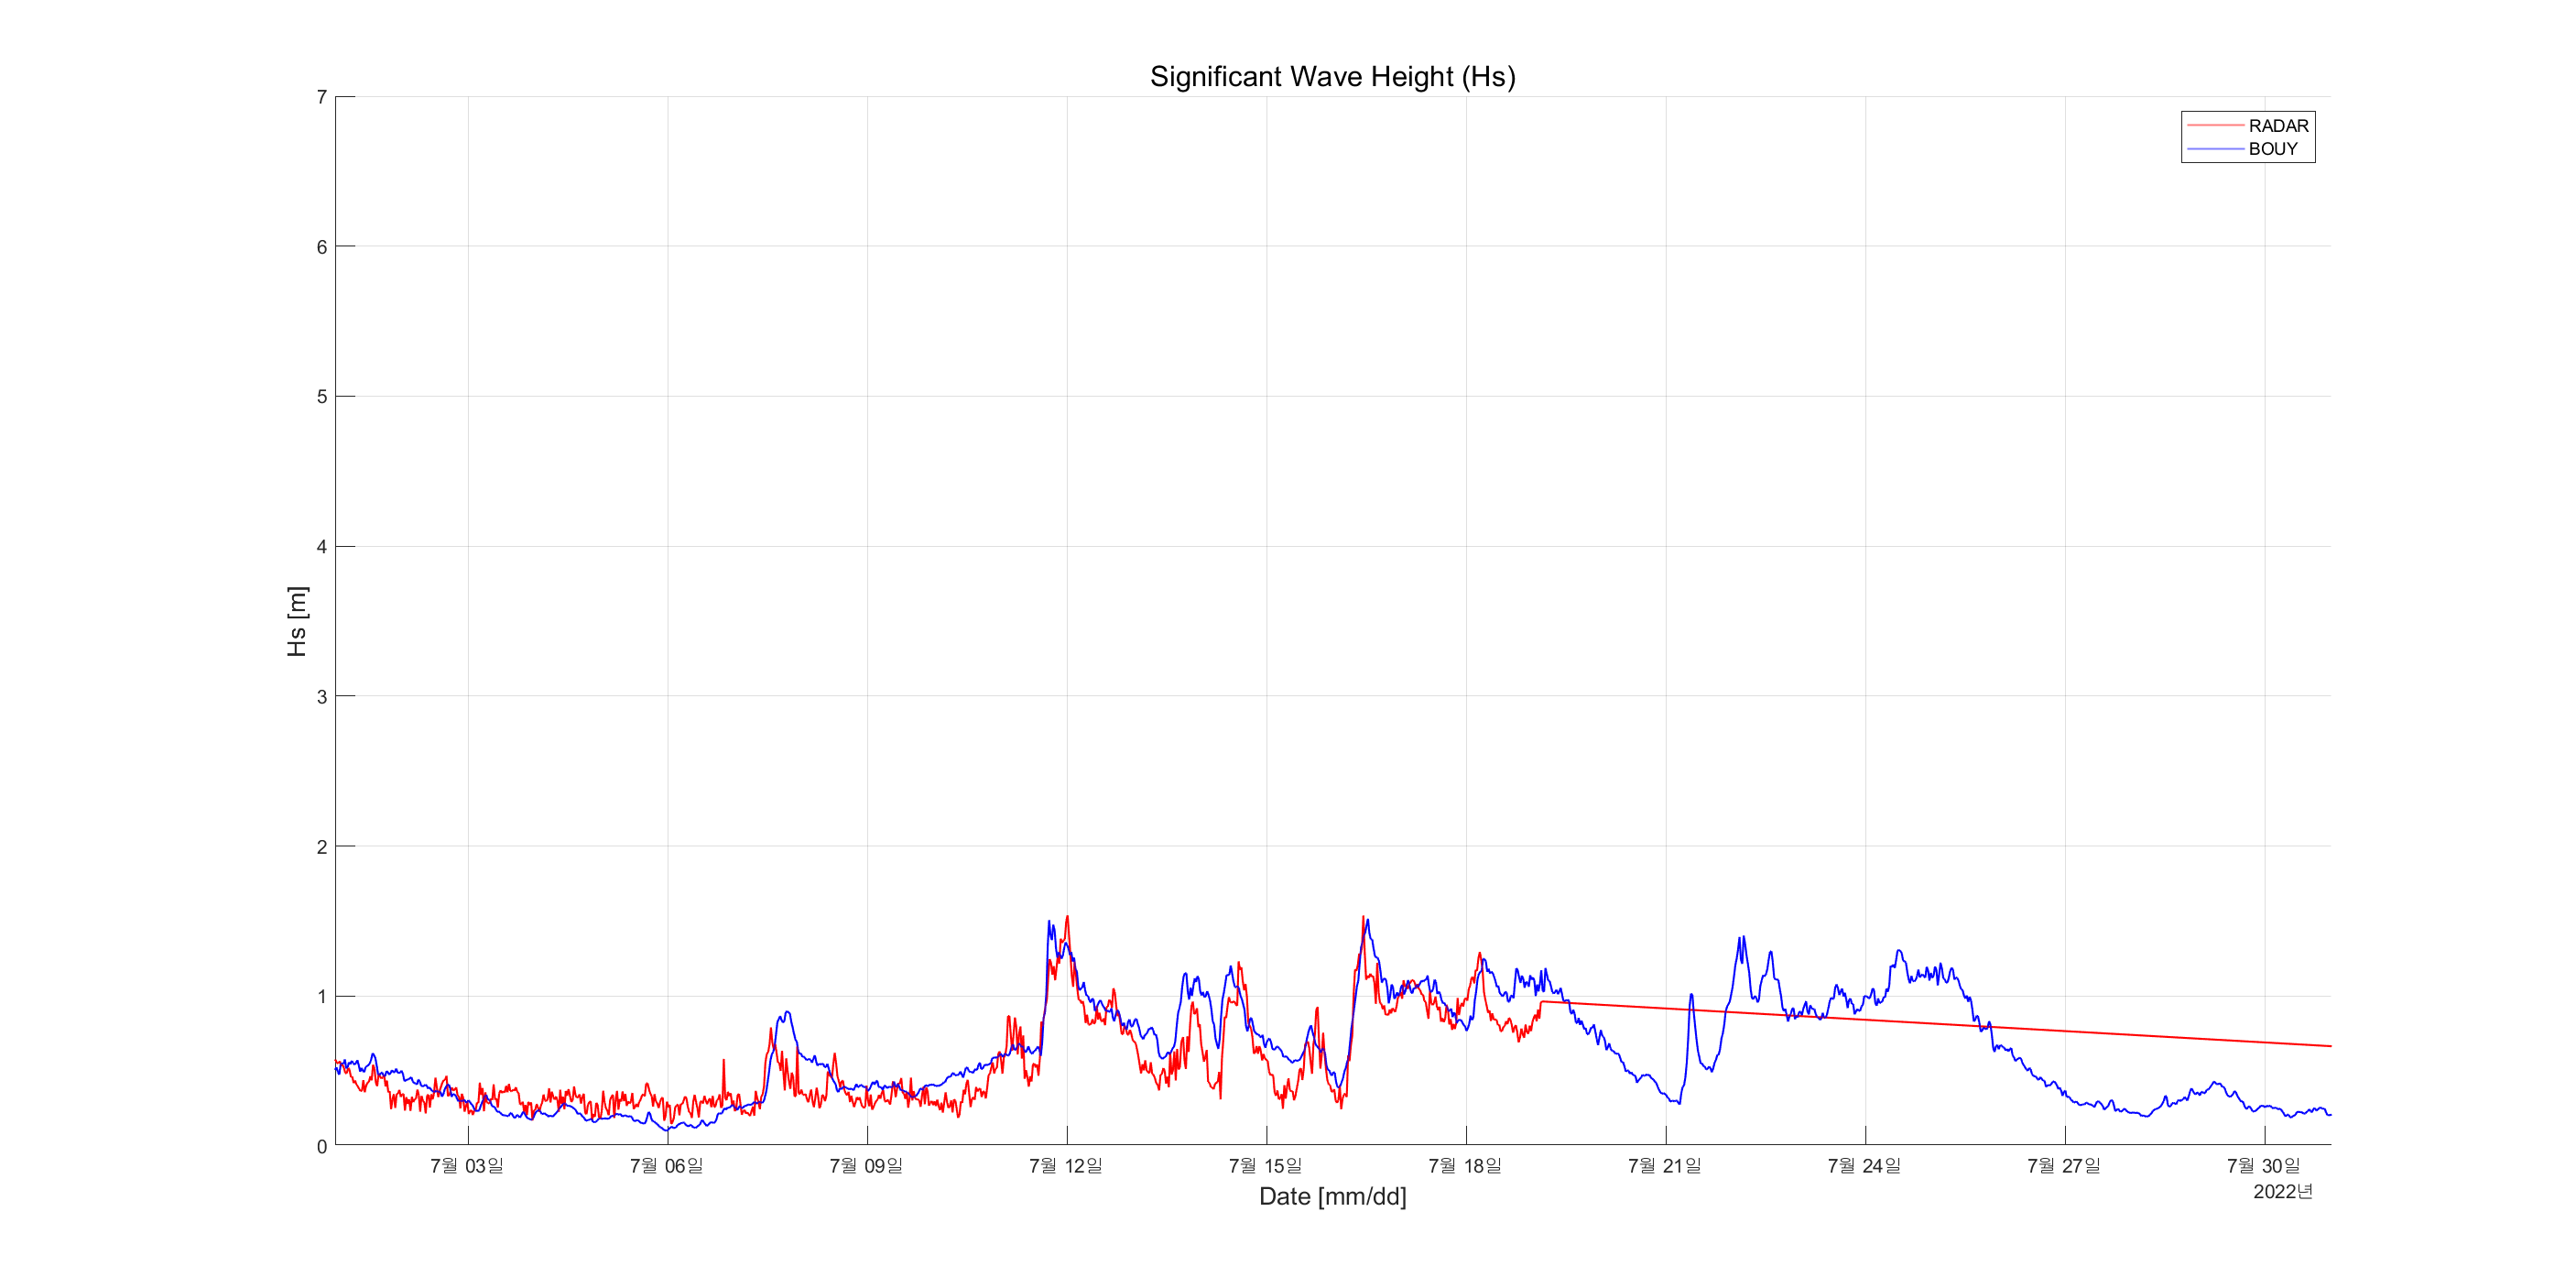 Significant Wave Height (Hs)
RADAR
BOUY
7
6
5
4
3
2
1
0
Hs [m]
7월 03일
7월 06일
7월 09일
7월 12일
7월 15일
7월 18일
7월 21일
7월 24일
7월 27일
7월 30일
2022년
Date [mm/dd]